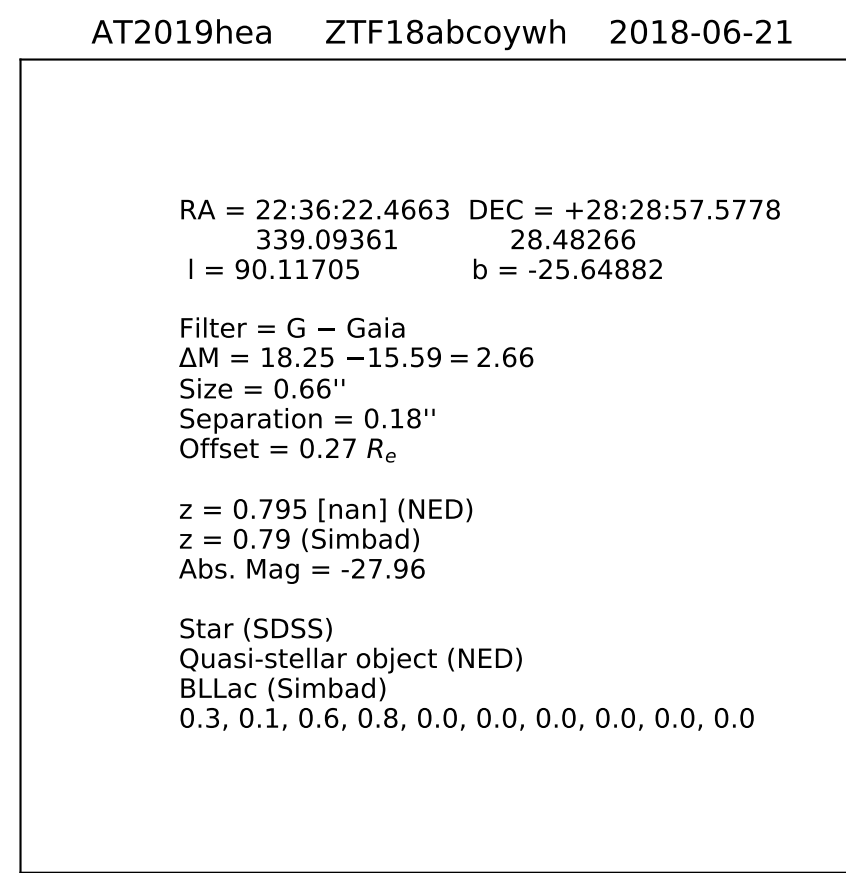 AT2019hea ZTF18abcoywh 2018-06-21
RA = 22:36:22.4663 DEC = +28:28:57.5778
339.09361 28.48266
l = 90.11705 b = -25.64882
Filter = G − Gaia
ΔM = 18.25 −15.59 = 2.66
Size = 0.66''
Separation = 0.18''
Offset = 0.27 Re
z = 0.795 [nan] (NED)
z = 0.79 (Simbad)
Abs. Mag = -27.96
Star (SDSS)
Quasi-stellar object (NED)
BLLac (Simbad)
0.3, 0.1, 0.6, 0.8, 0.0, 0.0, 0.0, 0.0, 0.0, 0.0